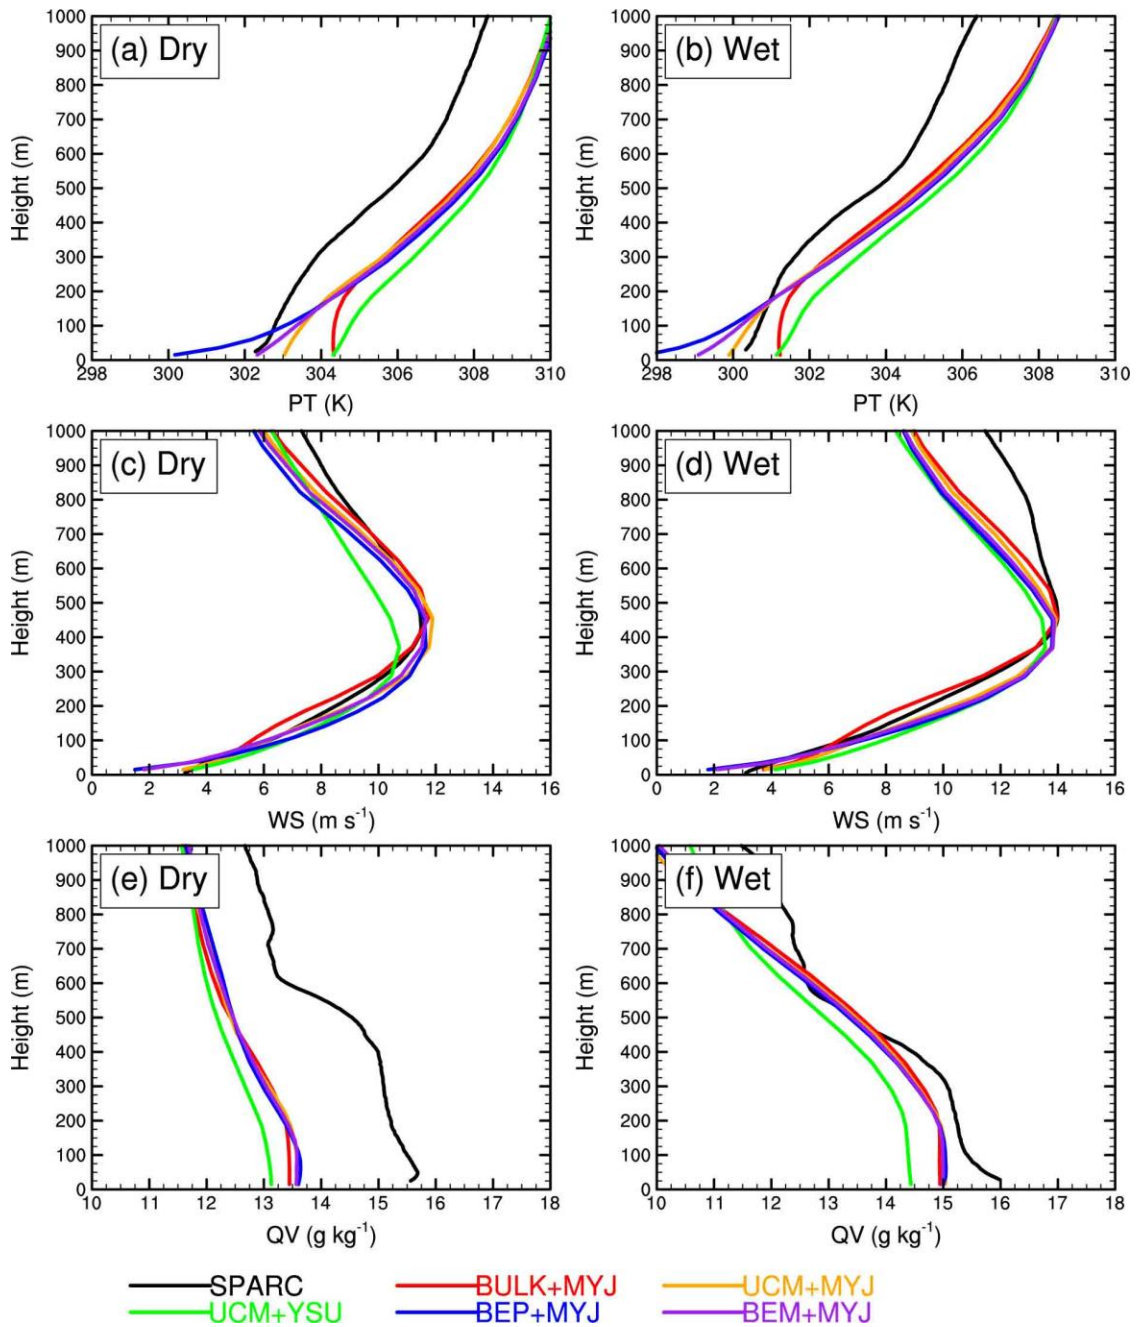 1000
900
800
700
600
500
400
300
200
100
0
Height (m)
(a) Dry
298 300 302 304 306 308 310
PT (K)
1000
900
800
700
600
500
400
300
200
100
0
Height (m)
(b) Wet
298 300 302 304 306 308 310
PT (K)
1000
900
800
700
600
500
400
300
200
100
0
Height (m)
(c) Dry
0 2 4 6 8 10 12 14 16
WS (m s⁻¹)
1000
900
800
700
600
500
400
300
200
100
0
Height (m)
(d) Wet
0 2 4 6 8 10 12 14 16
WS (m s⁻¹)
1000
900
800
700
600
500
400
300
200
100
0
Height (m)
(e) Dry
10 11 12 13 14 15 16 17 18
QV (g kg⁻¹)
1000
900
800
700
600
500
400
300
200
100
0
Height (m)
(f) Wet
10 11 12 13 14 15 16 17 18
QV (g kg⁻¹)
SPARC BULK+MYJ UCM+MYJ
UCM+YSU BEP+MYJ BEM+MYJ